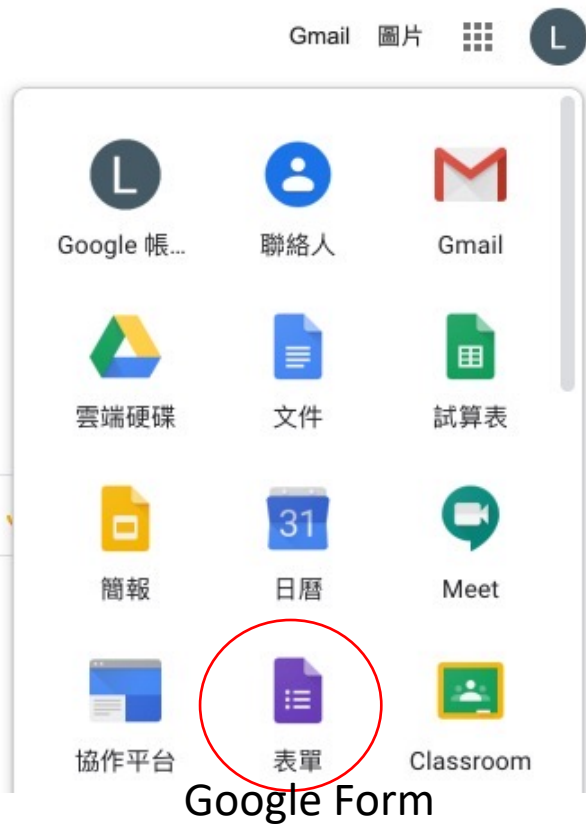 Gmail 圖片 L
L
Google 帳... 聯絡人 Gmail
雲端硬碟 文件 試算表
31
簡報 日曆 Meet
協作平台 表單 Classroom
Google Form